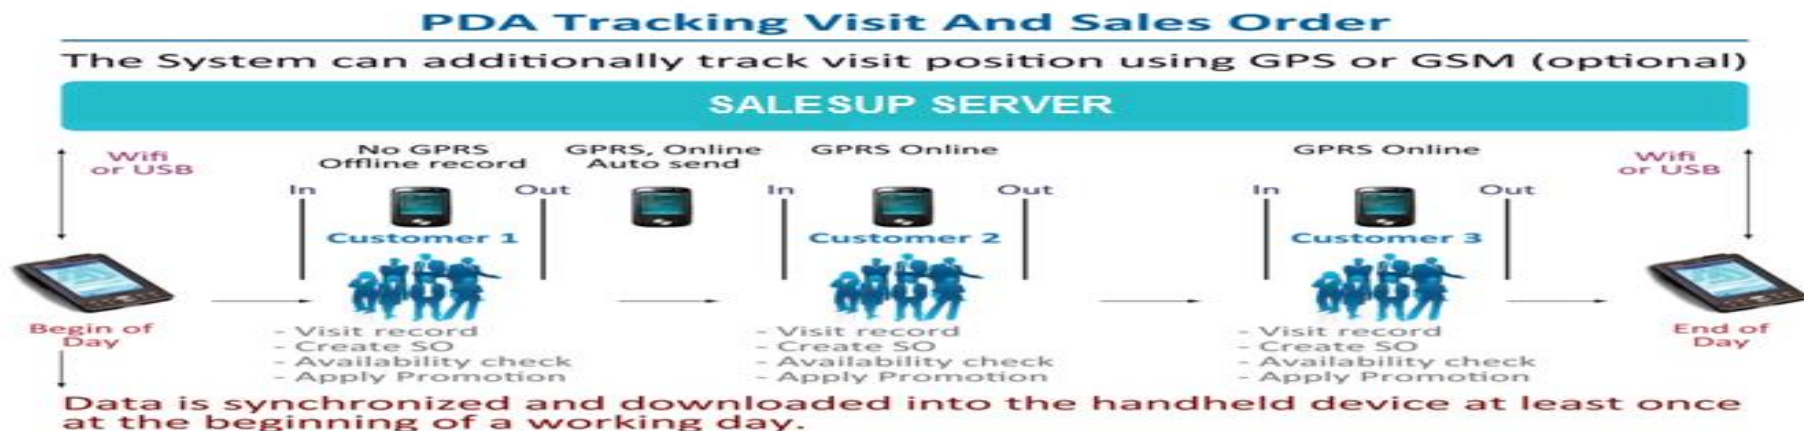 PDA Tracking Visit And Sales Order
The System can additionally track visit position using GPS or GSM (optional)
SALESUP SERVER
Wifi
or USB
No GPRS
Offline record
GPRS, Online
Auto send
GPRS Online
GPRS Online
Wifi
or USB
In
Out
In
Out
In
Out
Customer 1
Customer 2
Customer 3
Begin of
Day
- Visit record
- Create SO
- Availability check
- Apply Promotion
- Visit record
- Create SO
- Availability check
- Apply Promotion
- Visit record
- Create SO
- Availability check
- Apply Promotion
End of
Day
Data is synchronized and downloaded into the handheld device at least once
at the beginning of a working day.